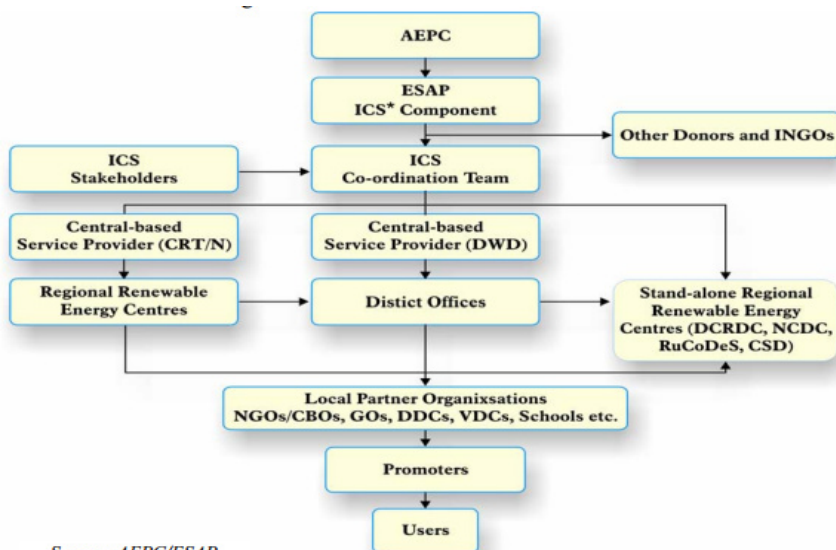 AEPC
ESAP
ICS* Component
Other Donors and INGOs
ICS
Stakeholders
ICS
Co-ordination Team
Central-based
Service Provider (CRT/N)
Central-based
Service Provider (DWD)
Regional Renewable
Energy Centres
Distict Offices
Stand-alone Regional
Renewable Energy
Centres (DCRDC, NCDC,
RuCoDeS, CSD)
Local Partner Organixsations
NGOs/CBOs, GOs, DDCs, VDCs, Schools etc.
Promoters
Users
AEPC/ESAP